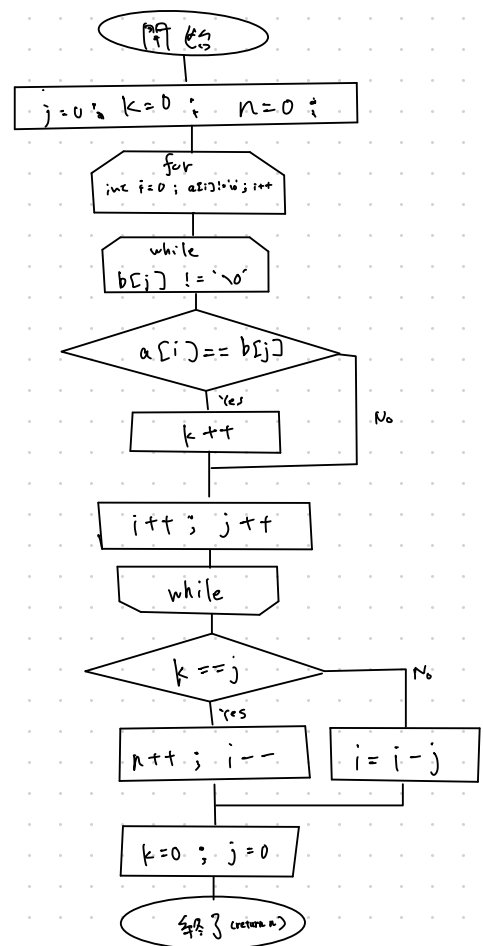 開始
j=0; k=0; n=0;
for
int i=0; a[i]!='\0'; i++
while
b[j] != '\0'
a[i]==b[j]
Yes
No
k++
i++; j++
while
k==j
No
Yes
n++; i--
i=i-j
k=0; j=0
終了(return n)